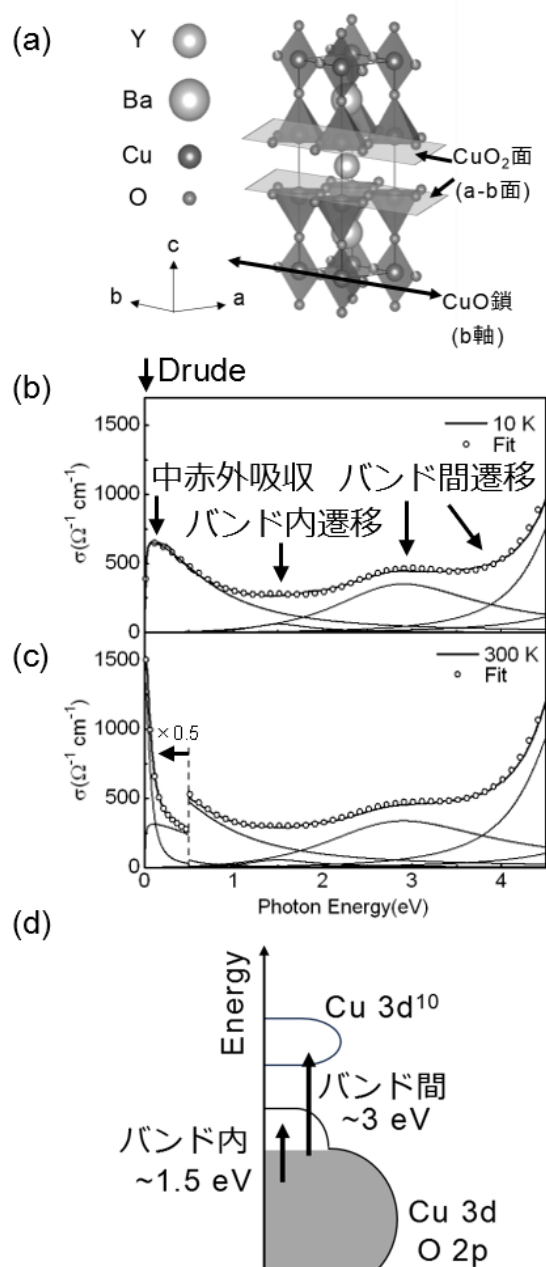 (a)
Y
Ba
Cu
O
c
b
a
CuO₂面
(a-b面)
CuO鎖
(b軸)
(b)
Drude
1500
1000
500
0
σ(Ω⁻¹ cm⁻¹)
10 K
Fit
中赤外吸収
バンド間遷移
バンド内遷移
(c)
1500
1000
500
0
σ(Ω⁻¹ cm⁻¹)
×0.5
300 K
Fit
0
1
2
3
4
Photon Energy(eV)
(d)
Energy
Cu 3d¹⁰
バンド間
~3 eV
バンド内
~1.5 eV
Cu 3d
O 2p